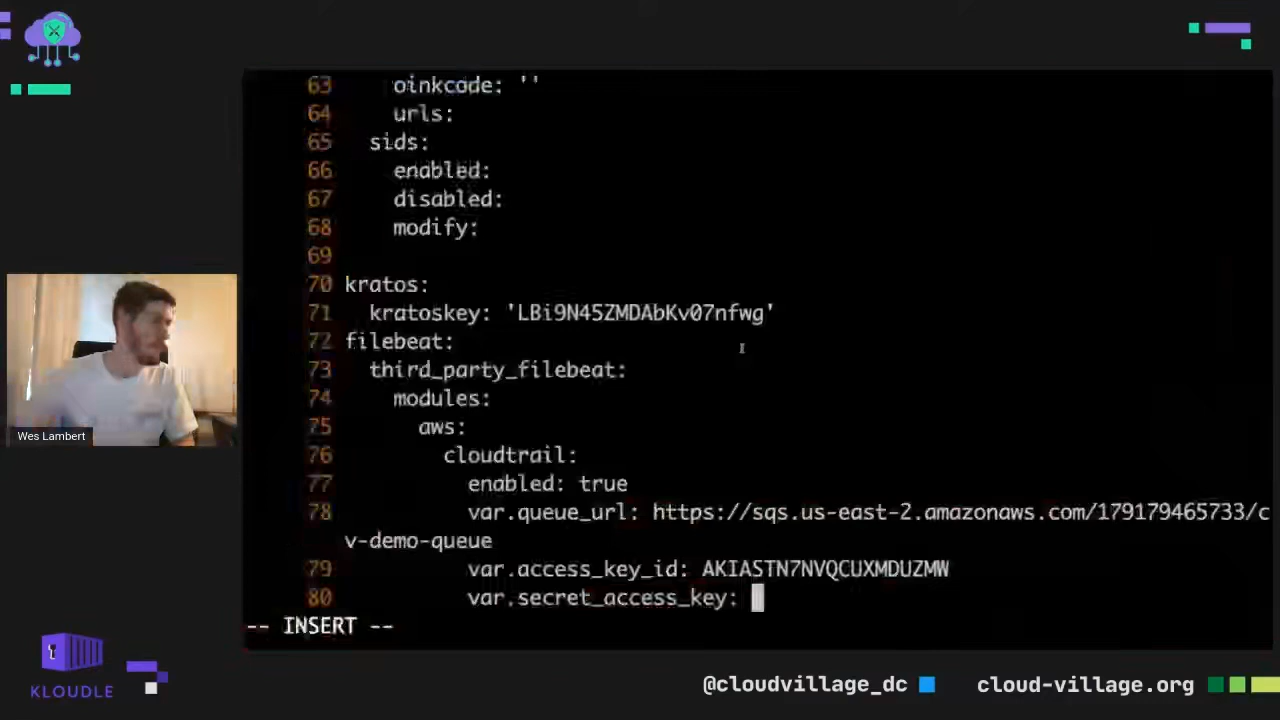 63 oinkcode: ''
64 urls:
65 sids:
66 enabled:
67 disabled:
68 modify:
69
70 kratos:
71 kratoskey: 'LBi9N45ZMDAbKv07nfwg'
72 filebeat:
73 third_party_filebeat:
74 modules:
75 aws:
76 cloudtrail:
77 enabled: true
78 var.queue_url: https://sqs.us-east-2.amazonaws.com/179179465733/c
v-demo-queue
79 var.access_key_id: AKIASTN7NVQCUXMDUZMW
80 var.secret_access_key:
-- INSERT --
Wes Lambert
KLOUDLE
@cloudvillage_dc
cloud-village.org